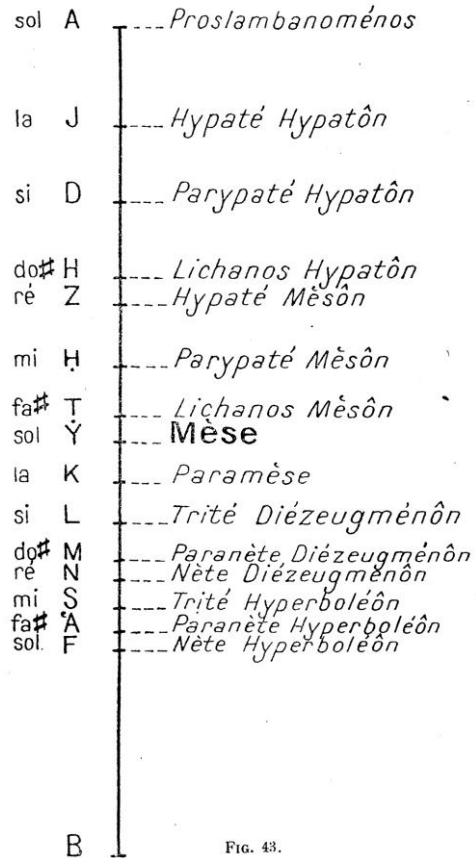 sol A Proslambanoménos
la J Hypaté Hypatôn
si D Parypaté Hypatôn
do# H Lichanos Hypatôn
ré Z Hypaté Mèsôn
mi Ḥ Parypaté Mèsôn
fa# Ṭ Lichanos Mèsôn
sol Ẏ Mèse
la K Paramèse
si L Trité Diézeugménôn
do# M Paranète Diézeugménôn
ré N Nète Diézeugménôn
mi S Trité Hyperboléôn
fa# ‘A Paranète Hyperboléôn
sol. F Nète Hyperboléôn
B
Fig. 43.